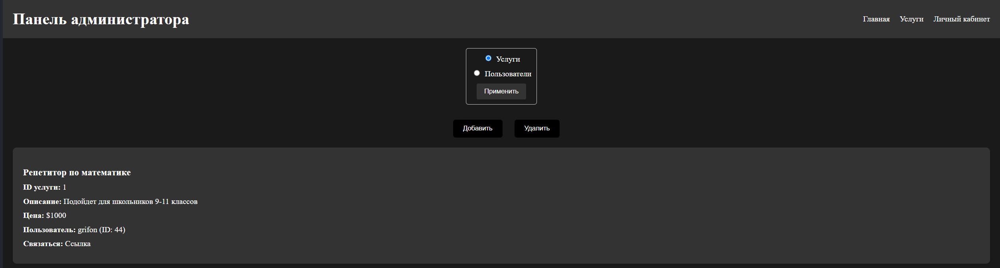 Панель администратора
Главная Услуги Личный кабинет
Услуги
Пользователи
Применить
Добавить Удалить
Репетитор по математике
ID услуги: 1
Описание: Подойдет для школьников 9-11 классов
Цена: $1000
Пользователь: grifon (ID: 44)
Связаться: Ссылка